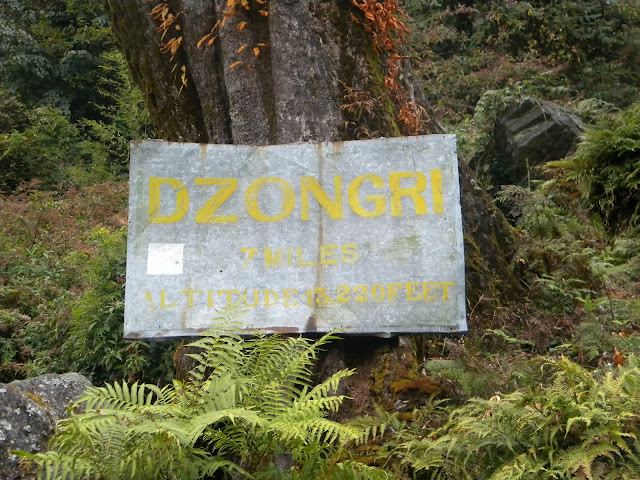 DZONGRI
7 MILES
ALTITUDE 13,220 FEET